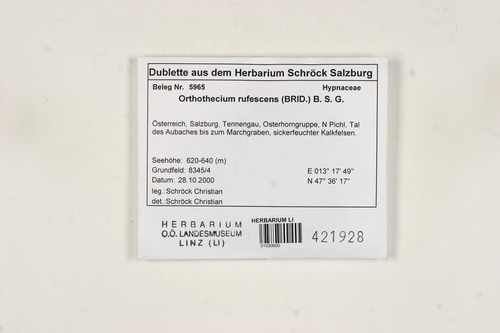 Dublette aus dem Herbarium Schröck Salzburg
Beleg Nr. 5965 Hypnaceae
Orthothecium rufescens (BRID.) B. S. G.
Österreich, Salzburg, Tennengau, Osterhorngruppe, N Pichl, Tal
des Aubaches bis zum Marchgraben, sickerfeuchter Kalkfelsen.
Seehöhe: 620-640 (m)
Grundfeld: 8345/4 E 013° 17' 49"
Datum: 28.10.2000 N 47° 36' 17"
leg.:Schröck Christian
det.:Schröck Christian
HERBARIUM
O.Ö. LANDESMUSEUM
LINZ (LI)
HERBARIUM LI
01030600
421928